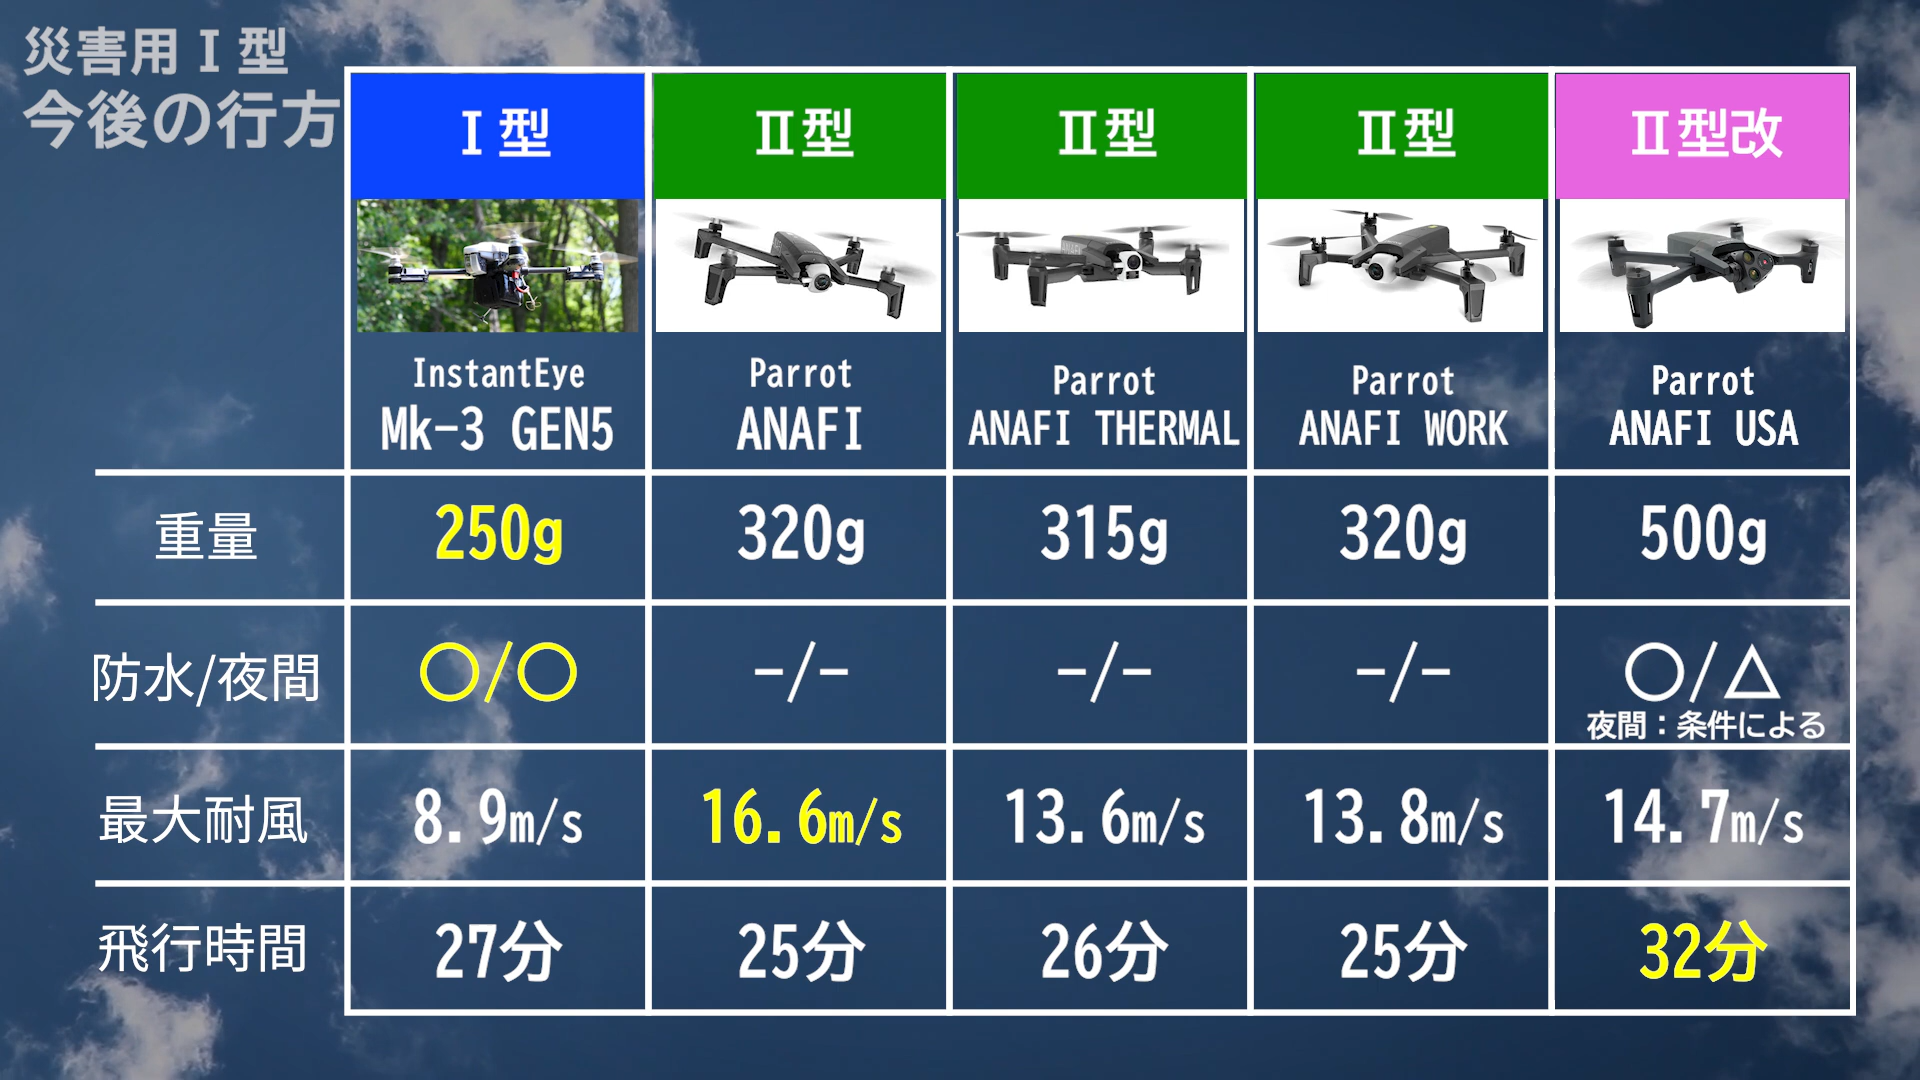 災害用Ⅰ型
今後の行方
Ⅰ型
Ⅱ型
Ⅱ型
Ⅱ型
Ⅱ型改
InstantEye
Mk-3 GEN5
Parrot
ANAFI
Parrot
ANAFI THERMAL
Parrot
ANAFI WORK
Parrot
ANAFI USA
重量
250g
320g
315g
320g
500g
防水/夜間
○/○
-/-
-/-
-/-
○/△
夜間：条件による
最大耐風
8.9m/s
16.6m/s
13.6m/s
13.8m/s
14.7m/s
飛行時間
27分
25分
26分
25分
32分